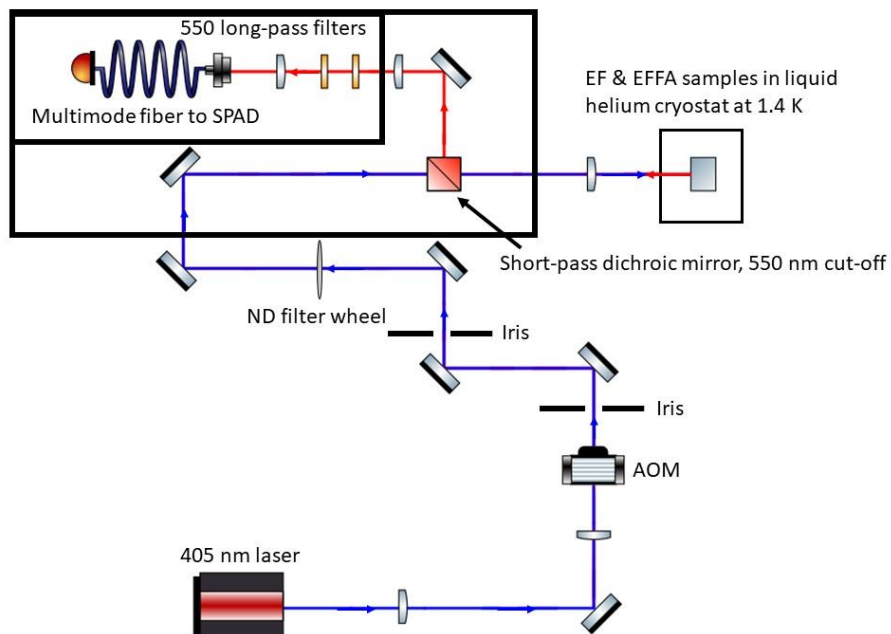 550 long-pass filters
Multimode fiber to SPAD
EF & EFFA samples in liquid
helium cryostat at 1.4 K
Short-pass dichroic mirror, 550 nm cut-off
ND filter wheel
Iris
Iris
AOM
405 nm laser